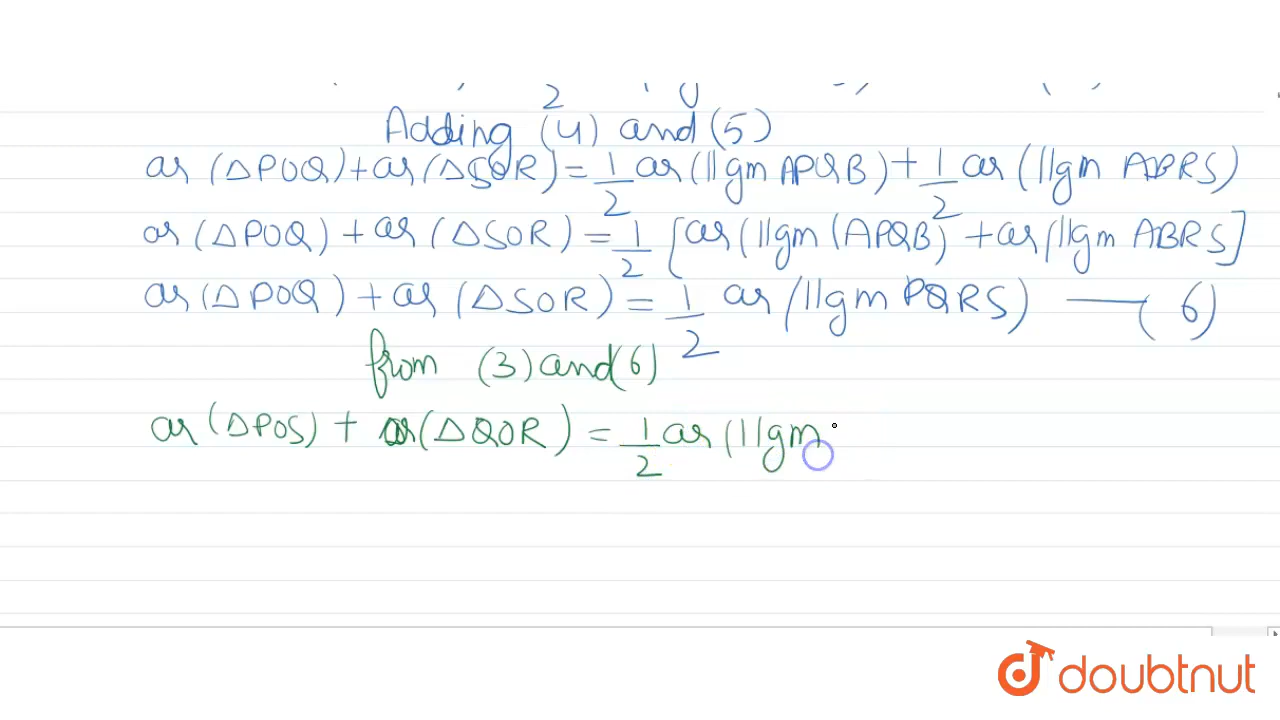 2
Adding (4) and (5)
ar (△POQ) + ar (△SOR) = 1/2 ar (||gm APQB) + 1/2 ar (||gm ABRS)
ar (△POQ) + ar (△SOR) = 1/2 [ar (||gm (APQB) + ar (||gm ABRS]
ar (△POQ) + ar (△SOR) = 1/2 ar (||gm PQRS) — (6)
from (3) and (6)
ar (△POS) + ar (△QOR) = 1/2 ar (||gm
doubtnut